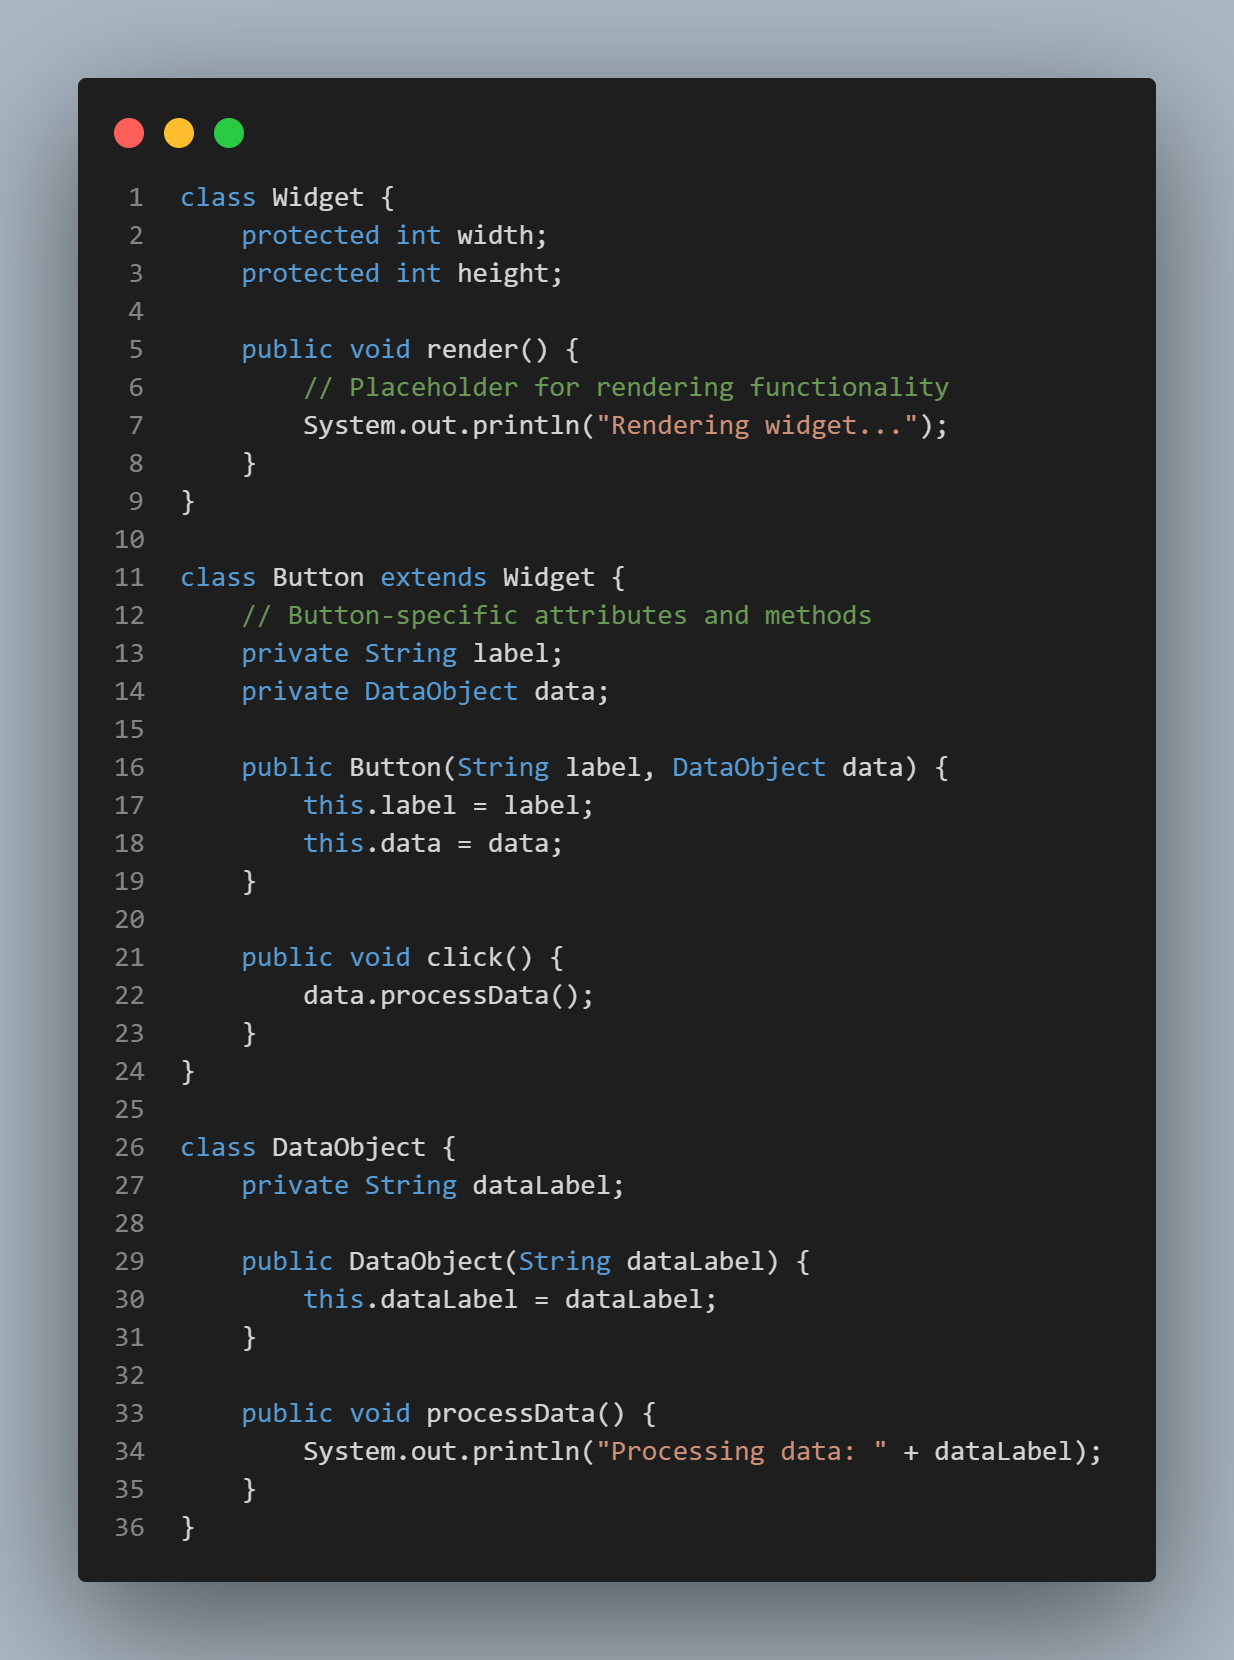 1 class Widget {
2     protected int width;
3     protected int height;
4
5     public void render() {
6         // Placeholder for rendering functionality
7         System.out.println("Rendering widget...");
8     }
9 }
10
11 class Button extends Widget {
12     // Button-specific attributes and methods
13     private String label;
14     private DataObject data;
15
16     public Button(String label, DataObject data) {
17         this.label = label;
18         this.data = data;
19     }
20
21     public void click() {
22         data.processData();
23     }
24 }
25
26 class DataObject {
27     private String dataLabel;
28
29     public DataObject(String dataLabel) {
30         this.dataLabel = dataLabel;
31     }
32
33     public void processData() {
34         System.out.println("Processing data: " + dataLabel);
35     }
36 }